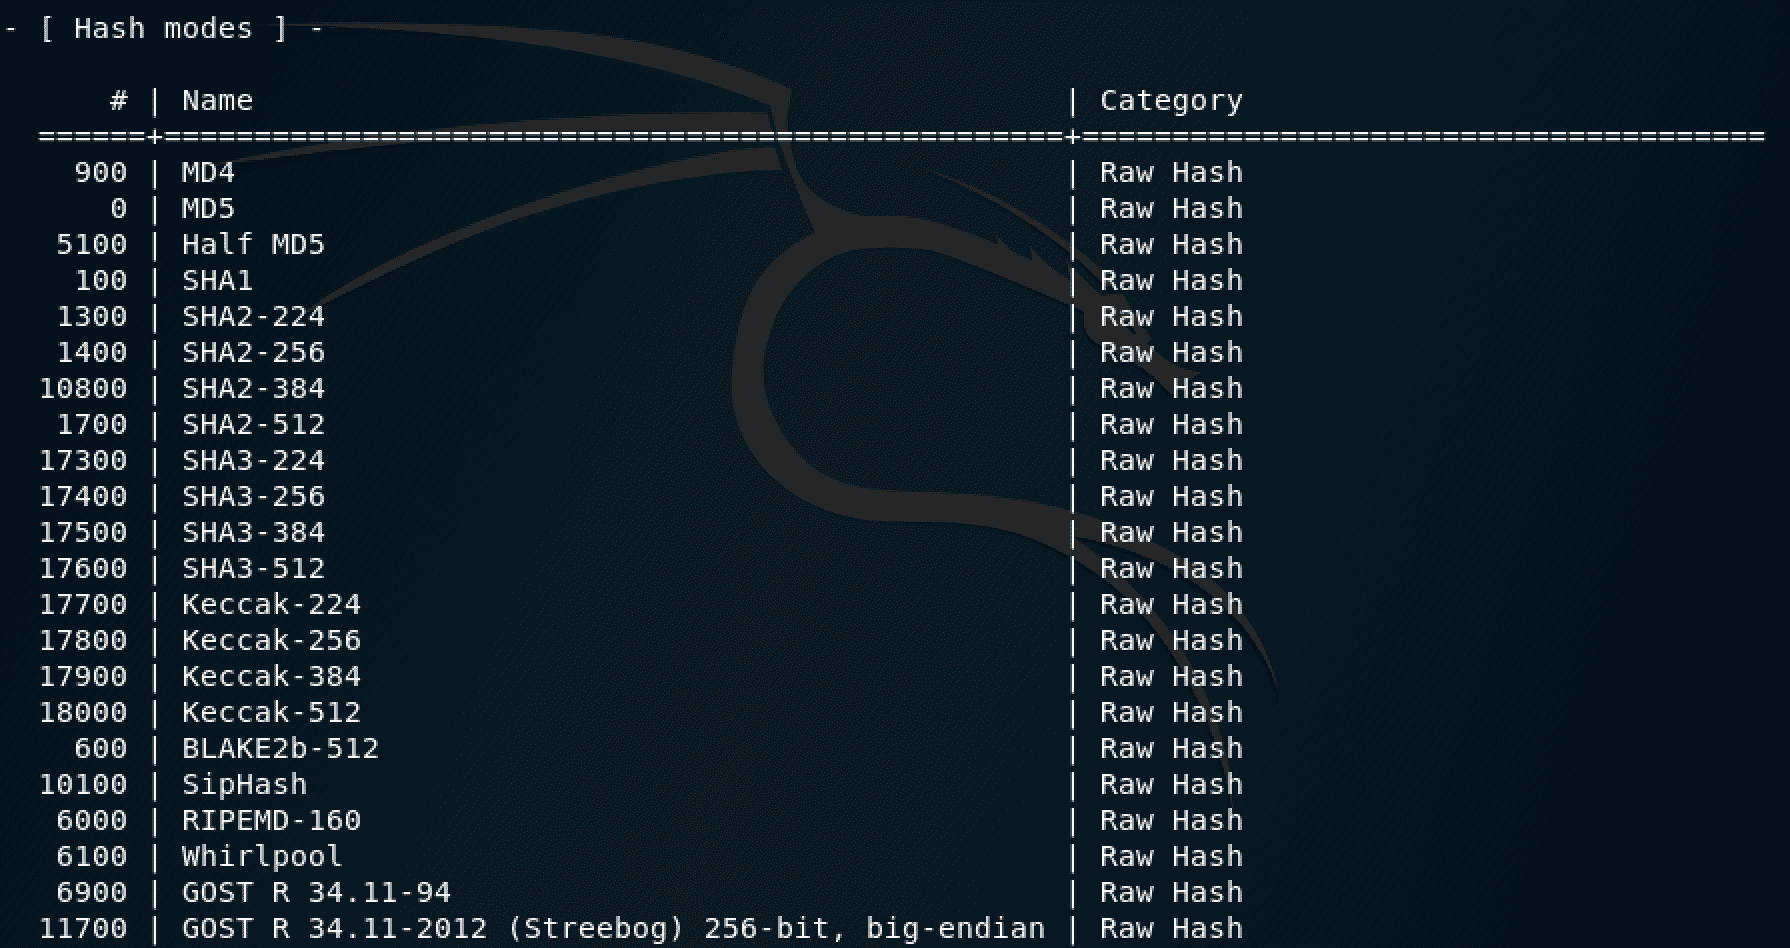 - [ Hash modes ] -
# | Name | Category
======+==================================================+======================================
900 | MD4 | Raw Hash
0 | MD5 | Raw Hash
5100 | Half MD5 | Raw Hash
100 | SHA1 | Raw Hash
1300 | SHA2-224 | Raw Hash
1400 | SHA2-256 | Raw Hash
10800 | SHA2-384 | Raw Hash
1700 | SHA2-512 | Raw Hash
17300 | SHA3-224 | Raw Hash
17400 | SHA3-256 | Raw Hash
17500 | SHA3-384 | Raw Hash
17600 | SHA3-512 | Raw Hash
17700 | Keccak-224 | Raw Hash
17800 | Keccak-256 | Raw Hash
17900 | Keccak-384 | Raw Hash
18000 | Keccak-512 | Raw Hash
600 | BLAKE2b-512 | Raw Hash
10100 | SipHash | Raw Hash
6000 | RIPEMD-160 | Raw Hash
6100 | Whirlpool | Raw Hash
6900 | GOST R 34.11-94 | Raw Hash
11700 | GOST R 34.11-2012 (Streebog) 256-bit, big-endian | Raw Hash